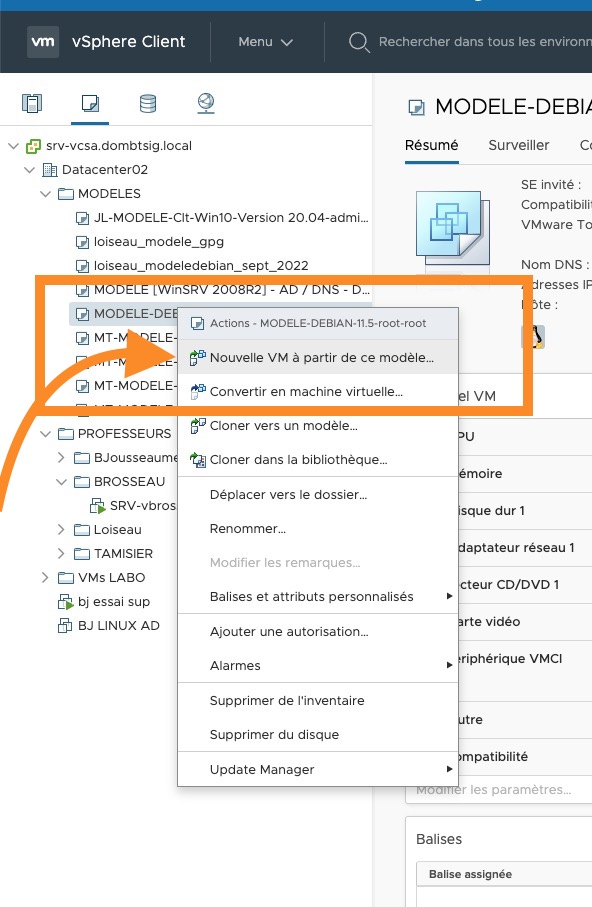 vm vSphere Client Menu Rechercher dans tous les environn
MODELE-DEBIA
Résumé Surveiller Co
srv-vcsa.dombtsig.local
Datacenter02
MODELES
JL-MODELE-Clt-Win10-Version 20.04-admi...
loiseau_modele_gpg
loiseau_modeledebian_sept_2022
MODELE [WinSRV 2008R2] - AD / DNS - D...
MODELE-DEB
MT-MODELE-
MT-MODELE-
MT-MODELE-
PROFESSEURS
BJousseaume
BROSSEAU
SRV-vbros
Loiseau
TAMISIER
VMs LABO
bj essai sup
BJ LINUX AD
Actions - MODELE-DEBIAN-11.5-root-root
Nouvelle VM à partir de ce modèle...
Convertir en machine virtuelle...
Cloner vers un modèle...
Cloner dans la bibliothèque...
Déplacer vers le dossier...
Renommer...
Modifier les remarques...
Balises et attributs personnalisés
Ajouter une autorisation...
Alarmes
Supprimer de l'inventaire
Supprimer du disque
Update Manager
SE invité :
Compatibi
VMware To
Nom DNS :
Adresses IP
Hôte :
el VM
PU
émoire
isque dur 1
daptateur réseau 1
cteur CD/DVD 1
arte vidéo
ériphérique VMCI
utre
ompatibilité
Modifier les paramètres...
Balises
Balise assignée